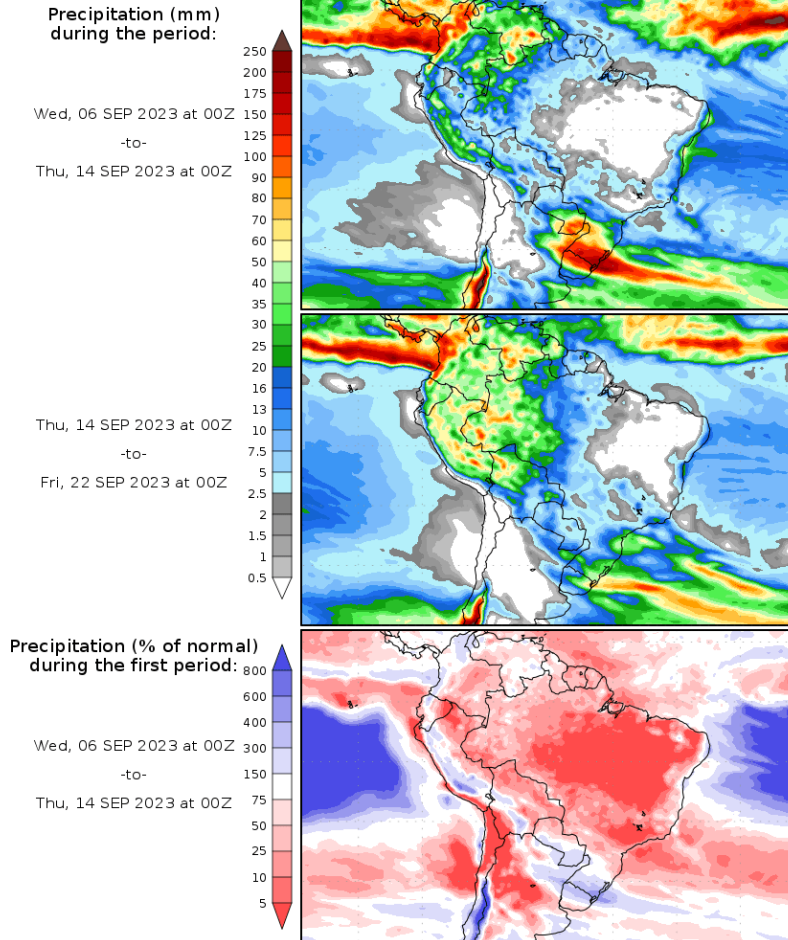 Precipitation (mm)
during the period:
Wed, 06 SEP 2023 at 00Z
-to-
Thu, 14 SEP 2023 at 00Z
250
200
175
150
125
100
90
80
70
60
50
40
35
30
25
20
16
13
10
7.5
5
2.5
2
1.5
1
0.5
Thu, 14 SEP 2023 at 00Z
-to-
Fri, 22 SEP 2023 at 00Z
Precipitation (% of normal)
during the first period:
Wed, 06 SEP 2023 at 00Z
-to-
Thu, 14 SEP 2023 at 00Z
800
600
400
300
150
75
50
25
10
5